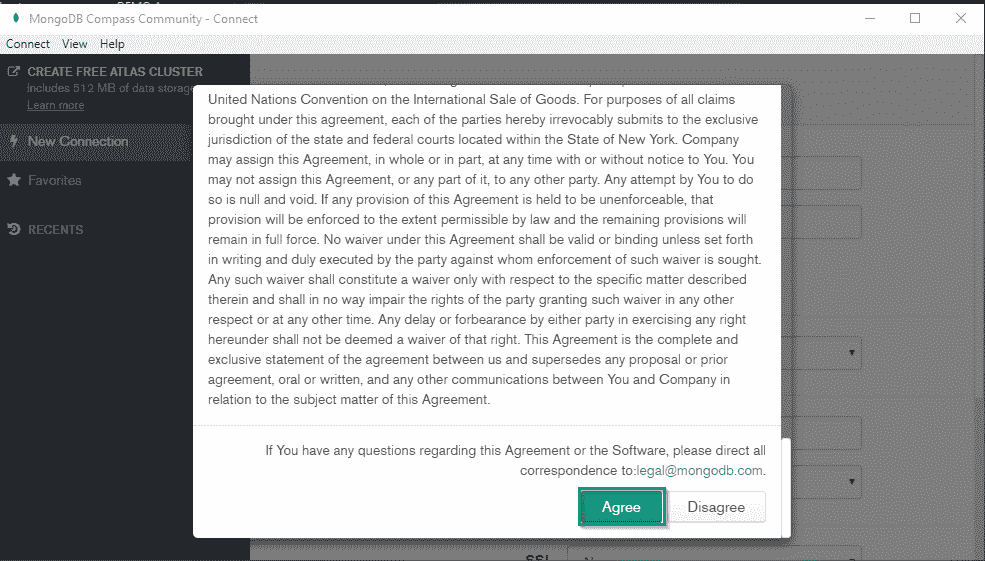 MongoDB Compass Community - Connect
Connect View Help
CREATE FREE ATLAS CLUSTER
Includes 512 MB of data storage
Learn more
New Connection
Favorites
RECENTS
United Nations Convention on the International Sale of Goods. For purposes of all claims
brought under this agreement, each of the parties hereby irrevocably submits to the exclusive
jurisdiction of the state and federal courts located within the State of New York. Company
may assign this Agreement, in whole or in part, at any time with or without notice to You. You
may not assign this Agreement, or any part of it, to any other party. Any attempt by You to do
so is null and void. If any provision of this Agreement is held to be unenforceable, that
provision will be enforced to the extent permissible by law and the remaining provisions will
remain in full force. No waiver under this Agreement shall be valid or binding unless set forth
in writing and duly executed by the party against whom enforcement of such waiver is sought.
Any such waiver shall constitute a waiver only with respect to the specific matter described
therein and shall in no way impair the rights of the party granting such waiver in any other
respect or at any other time. Any delay or forbearance by either party in exercising any right
hereunder shall not be deemed a waiver of that right. This Agreement is the complete and
exclusive statement of the agreement between us and supersedes any proposal or prior
agreement, oral or written, and any other communications between You and Company in
relation to the subject matter of this Agreement.
If You have any questions regarding this Agreement or the Software, please direct all
correspondence to:legal@mongodb.com.
Agree Disagree
SSL